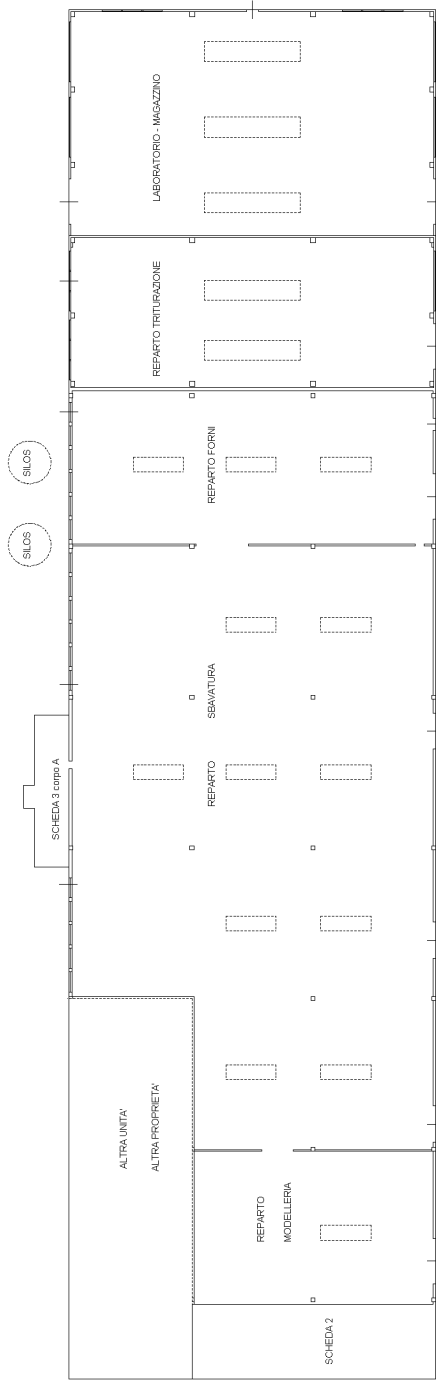 LABORATORIO - MAGAZZINO
REPARTO TRITURAZIONE
REPARTO FORNI
SILOS
SILOS
REPARTO SBAVATURA
SCHEDA 3 corpo A
ALTRA UNITA'
ALTRA PROPRIETA'
REPARTO
MODELLERIA
SCHEDA 2